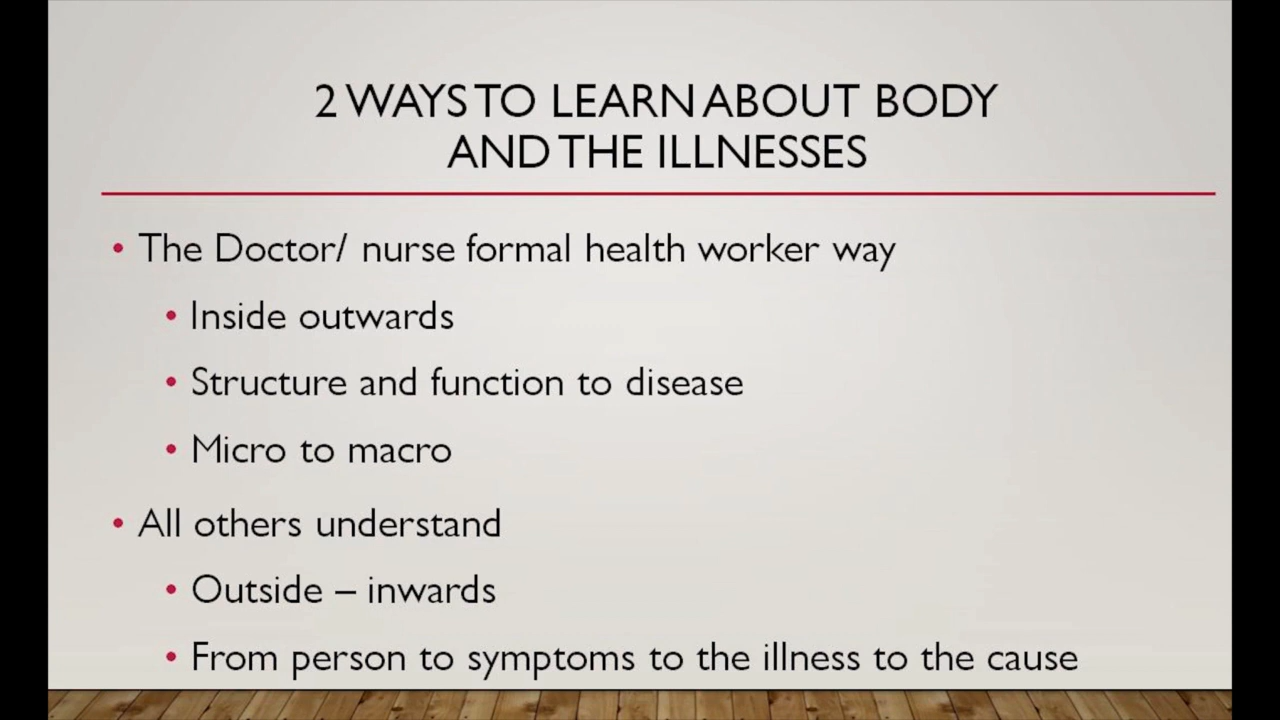 2 WAYS TO LEARN ABOUT BODY
AND THE ILLNESSES
• The Doctor/ nurse formal health worker way
• Inside outwards
• Structure and function to disease
• Micro to macro
• All others understand
• Outside – inwards
• From person to symptoms to the illness to the cause